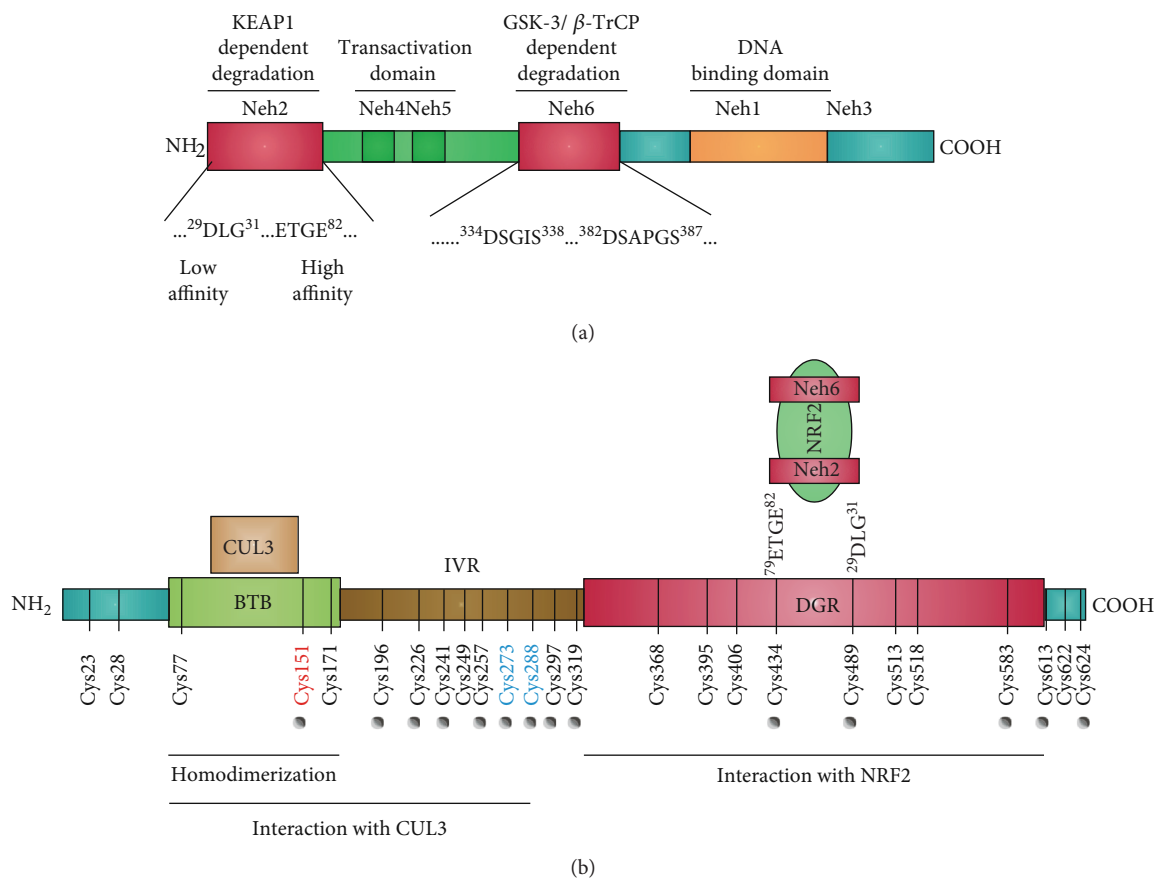 KEAP1
dependent
degradation
Transactivation
domain
GSK-3/ β-TrCP
dependent
degradation
DNA
binding domain
Neh2
Neh4Neh5
Neh6
Neh1
Neh3
NH₂
COOH
...²⁹DLG³¹...ETGE⁸²...
......³³⁴DSGIS³³⁸...³⁸²DSAPGS³⁸⁷...
Low
affinity
High
affinity
(a)
Neh6
NRF2
Neh2
⁷⁹ETGE⁸²
²⁹DLG³¹
CUL3
IVR
NH₂
BTB
DGR
COOH
Cys23
Cys28
Cys77
Cys151
Cys171
Cys196
Cys226
Cys241
Cys249
Cys257
Cys273
Cys288
Cys297
Cys319
Cys368
Cys395
Cys406
Cys434
Cys489
Cys513
Cys518
Cys583
Cys613
Cys622
Cys624
Homodimerization
Interaction with NRF2
Interaction with CUL3
(b)